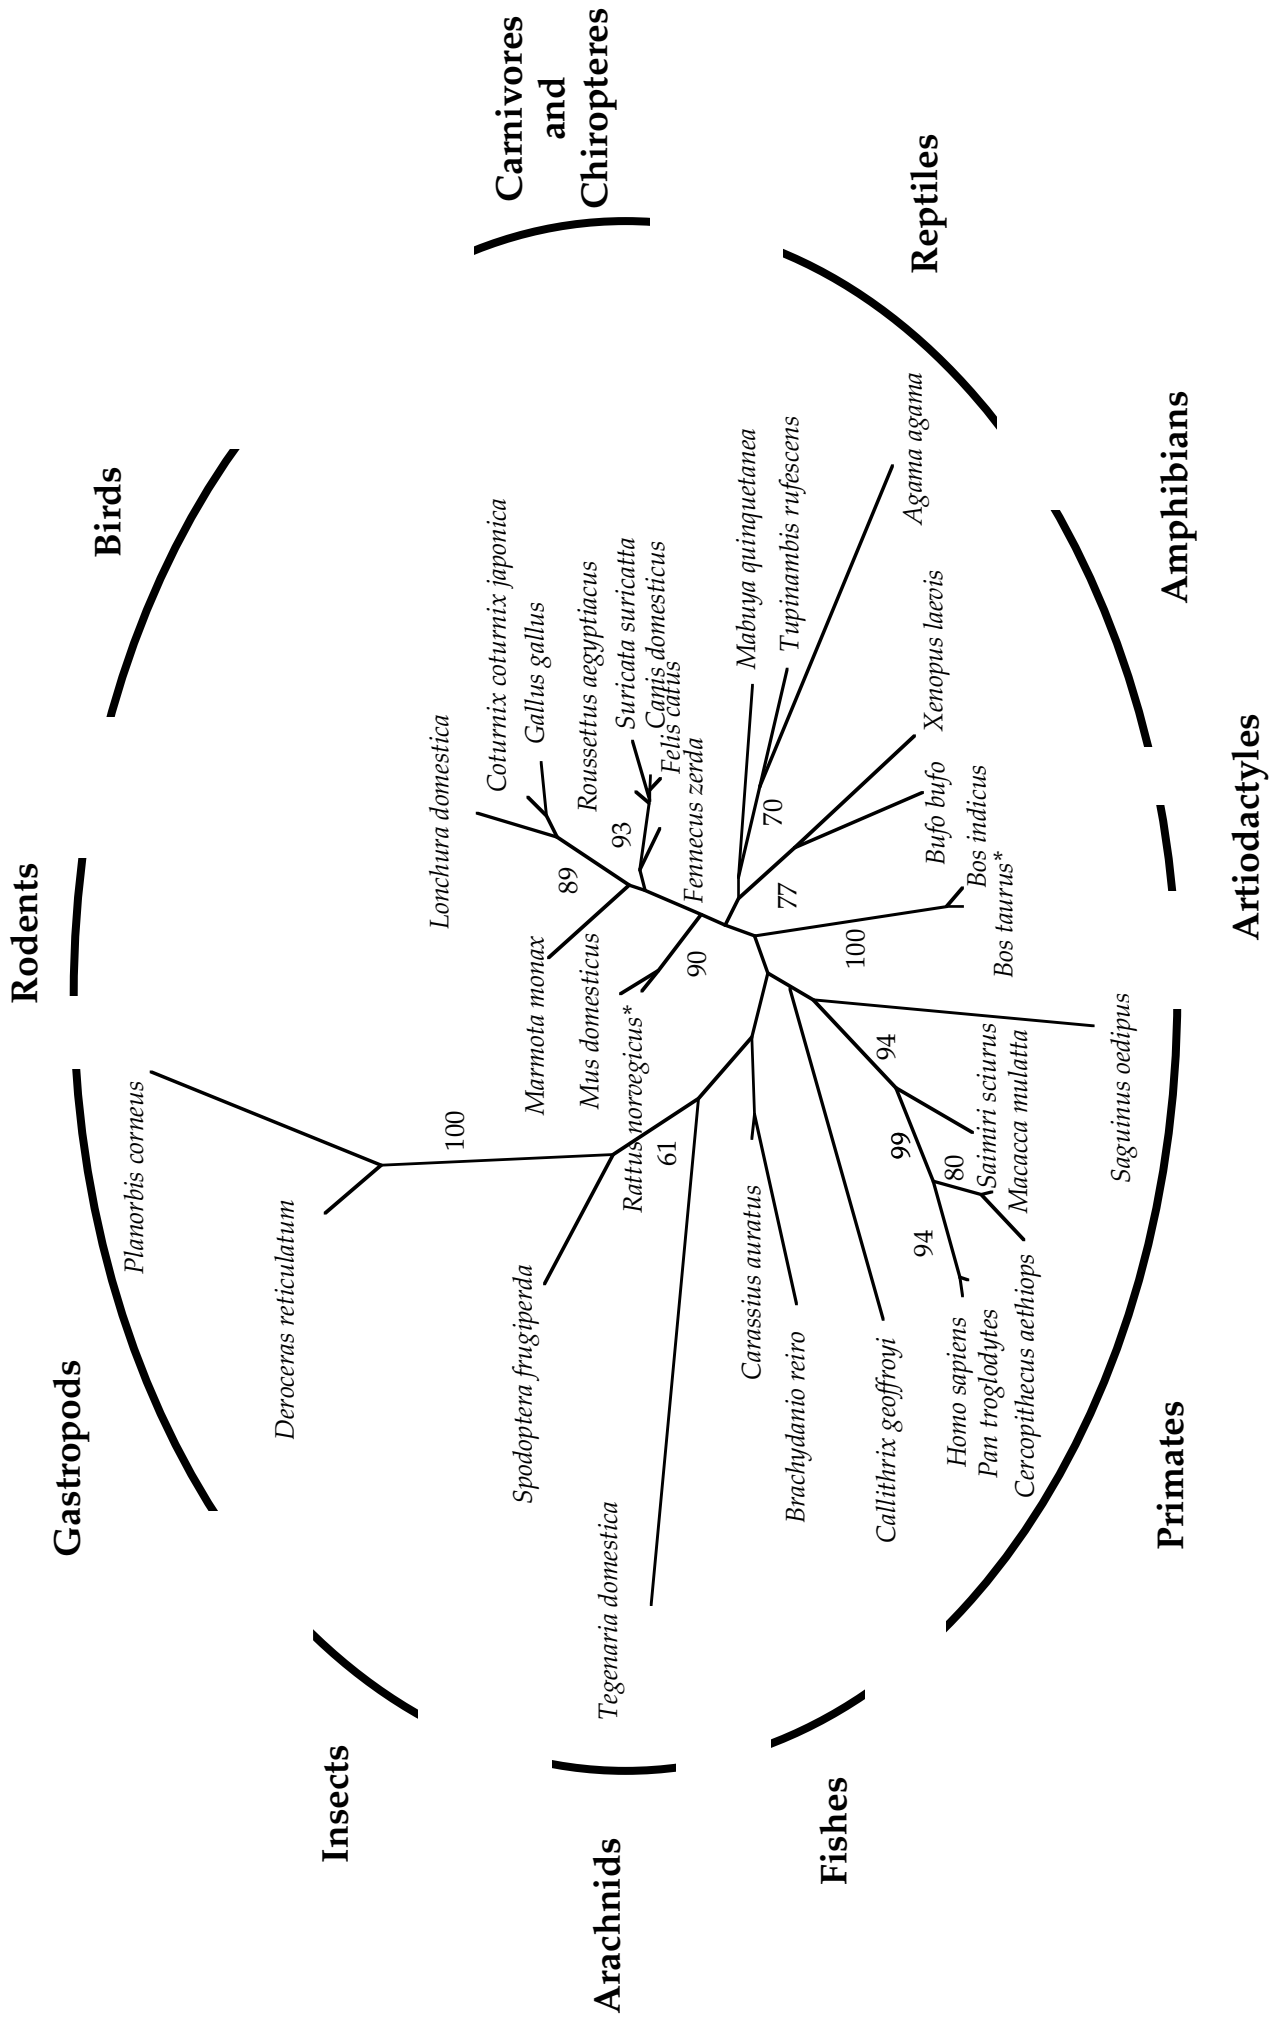 Gastropods
Rodents
Birds
Carnivores
and
Chiropteres
Reptiles
Amphibians
Artiodactyles
Primates
Fishes
Arachnids
Insects
Planorbis corneus
Deroceras reticulatum
100
Lonchura domestica
Coturnix coturnix japonica
Gallus gallus
89
Marmota monax
Roussettus aegyptiacus
Suricata suricatta
Canis domesticus
Felis catus
93
Fennecus zerda
Mus domesticus
Rattus norvegicus*
90
Mabuya quinquetanea
Tupinambis rufescens
Agama agama
70
Xenopus laevis
Bufo bufo
77
Bos indicus
Bos taurus*
100
Saguinus oedipus
94
Saimiri sciurus
Macacca mulatta
99
80
94
Homo sapiens
Pan troglodytes
Cercopithecus aethiops
Callithrix geoffroyi
Carassius auratus
Brachydanio reiro
61
Spodoptera frugiperda
Tegenaria domestica